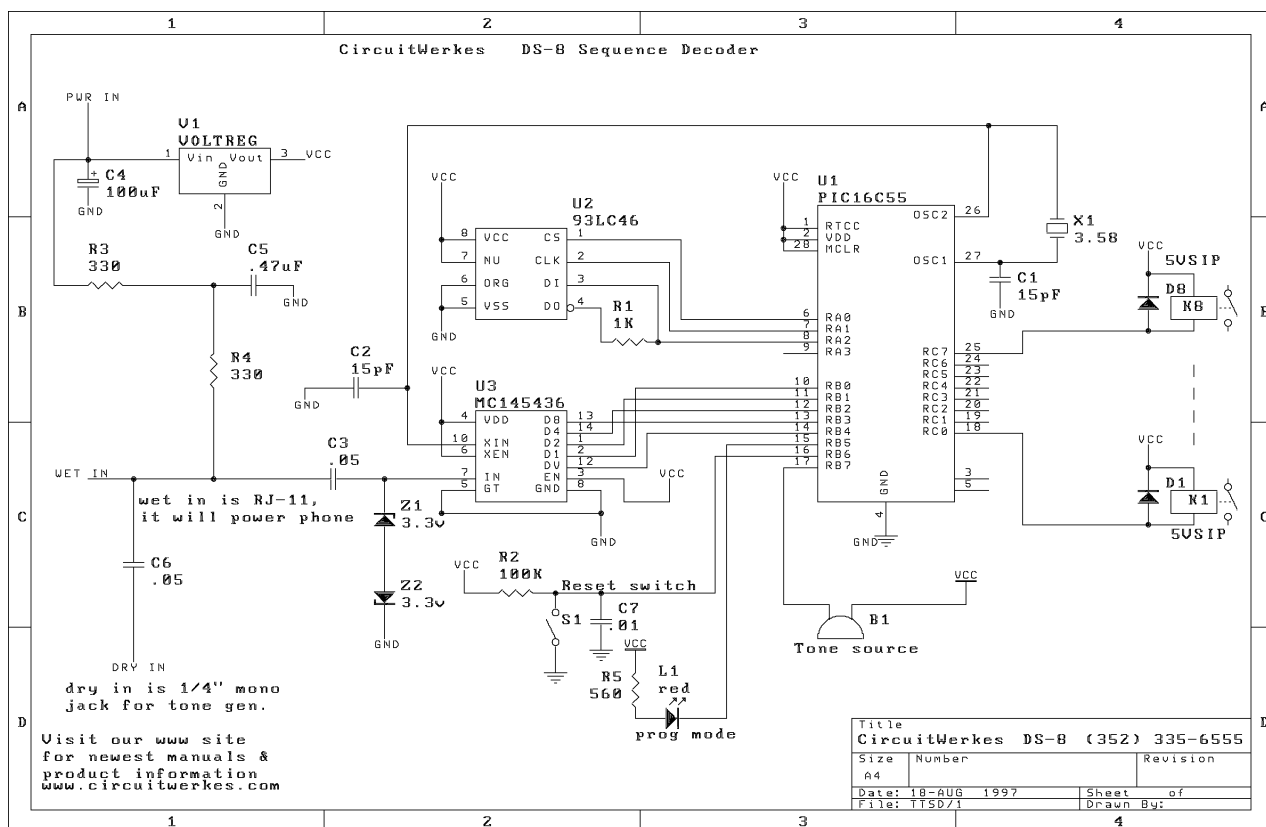 1 2 3 4
CircuitWerkes DS-8 Sequence Decoder
A A
PWR IN
V1
VOLTREG
1 Vin Vout 3 VCC
GND
2
GND
+ C4
100uF
GND
R3
330
C5
.47uF
GND
R4
330
VCC
U2
93LC46
8 VCC CS 1
7 NU CLK 2
6 ORG DI 3
5 VSS DO 4
GND
R1
1K
VCC
U1
PIC16C55
1 RTCC
2 VDD
28 MCLR
OSC2 26
OSC1 27
6 RA0
7 RA1
8 RA2
9 RA3
10 RB0
11 RB1
12 RB2
13 RB3
14 RB4
15 RB5
16 RB6
17 RB7
RC7 25
RC6 24
RC5 23
RC4 22
RC3 21
RC2 20
RC1 19
RC0 18
3
5
GND
4
GND
X1
3.58
C1
15pF
GND
VCC
5VSIP
D8
K8
B B
VCC
D1
K1
5VSIP
C2
15pF
GND
VCC
U3
MC145436
4 VDD D8 13
D4 14
10 XIN D2 1
6 XEN D1 2
DV 12
7 IN EN 3
5 GT GND 8
VCC
GND
C3
.05
WET IN
wet in is RJ-11,
it will power phone
C C
Z1
3.3v
Z2
3.3v
GND
C6
.05
DRY IN
dry in is 1/4" mono
jack for tone gen.
VCC
R2
100K
Reset switch
S1
C7
.01
VCC
R5
560
L1
red
prog mode
VCC
B1
Tone source
D D
Visit our www site
for newest manuals &
product information
www.circuitwerkes.com
Title
CircuitWerkes DS-8 (352) 335-6555
Size Number Revision
A4
Date: 18-AUG 1997 Sheet of
File: TTSD/1 Drawn By:
1 2 3 4